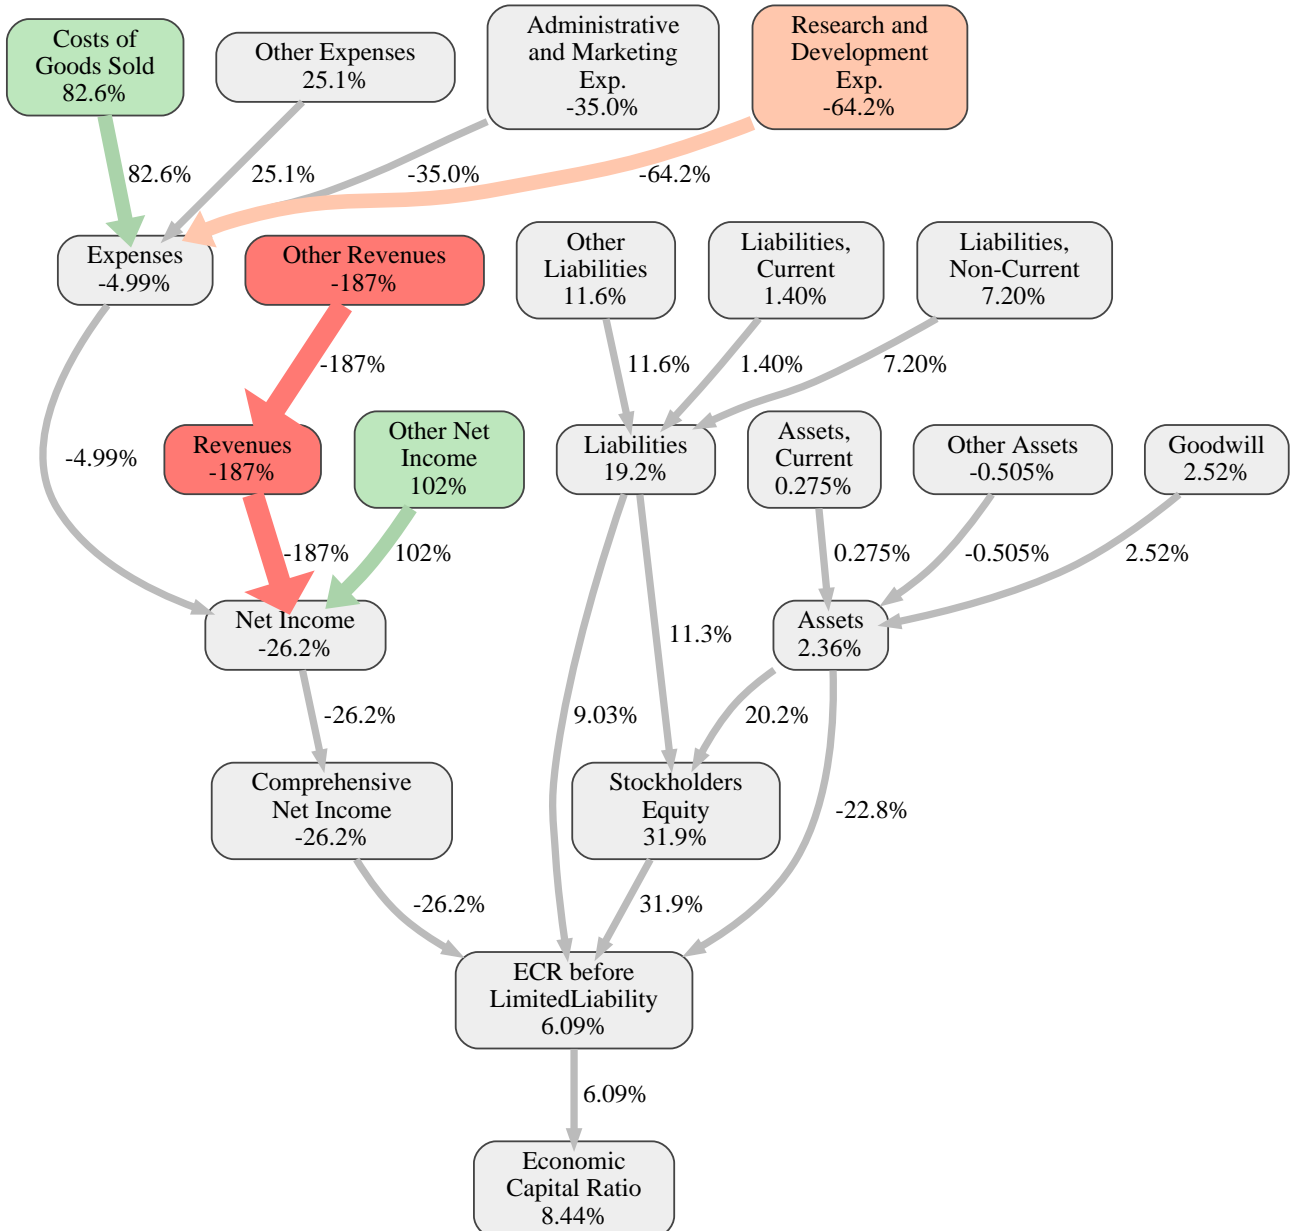 Costs of
Goods Sold
82.6%
Other Expenses
25.1%
Administrative
and Marketing
Exp.
-35.0%
Research and
Development
Exp.
-64.2%
82.6%
25.1%
-35.0%
-64.2%
Expenses
-4.99%
Other Revenues
-187%
Other
Liabilities
11.6%
Liabilities,
Current
1.40%
Liabilities,
Non-Current
7.20%
-187%
11.6%
1.40%
7.20%
-4.99%
Revenues
-187%
Other Net
Income
102%
Liabilities
19.2%
Assets,
Current
0.275%
Other Assets
-0.505%
Goodwill
2.52%
-187%
102%
0.275%
-0.505%
2.52%
Net Income
-26.2%
11.3%
Assets
2.36%
-26.2%
9.03%
20.2%
Comprehensive
Net Income
-26.2%
Stockholders
Equity
31.9%
-22.8%
-26.2%
31.9%
ECR before
LimitedLiability
6.09%
6.09%
Economic
Capital Ratio
8.44%